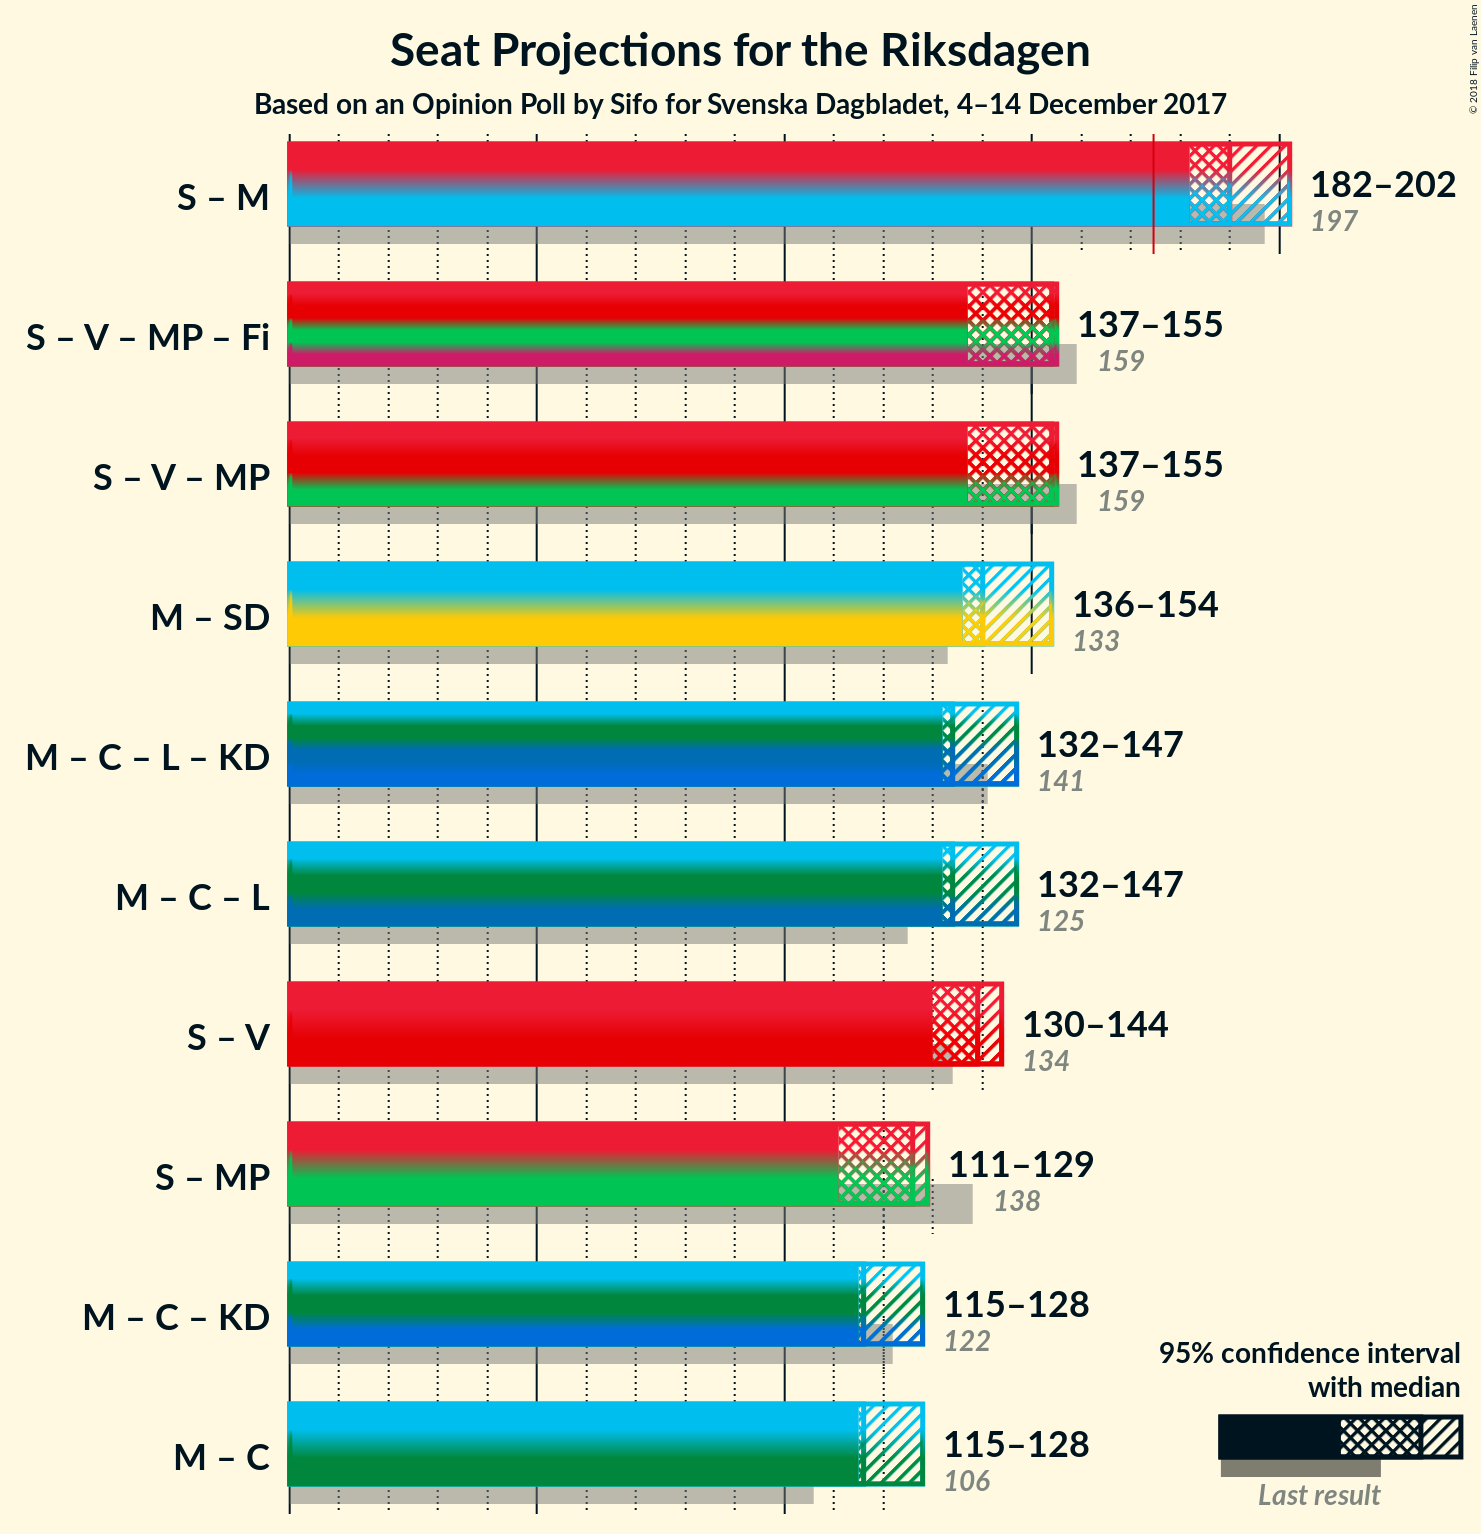 Seat Projections for the Riksdagen
Based on an Opinion Poll by Sifo for Svenska Dagbladet, 4–14 December 2017
© 2018 Filip van Laenen
S – M
182–202
197
S – V – MP – Fi
137–155
159
S – V – MP
137–155
159
M – SD
136–154
133
M – C – L – KD
132–147
141
M – C – L
132–147
125
S – V
130–144
134
S – MP
111–129
138
M – C – KD
115–128
122
M – C
115–128
106
95% confidence interval
with median
Last result